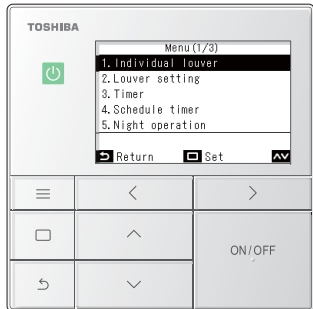 TOSHIBA
Menu(1/3)
1.Individual louver
2.Louver setting
3.Timer
4.Schedule timer
5.Night operation
Return Set
ON/OFF